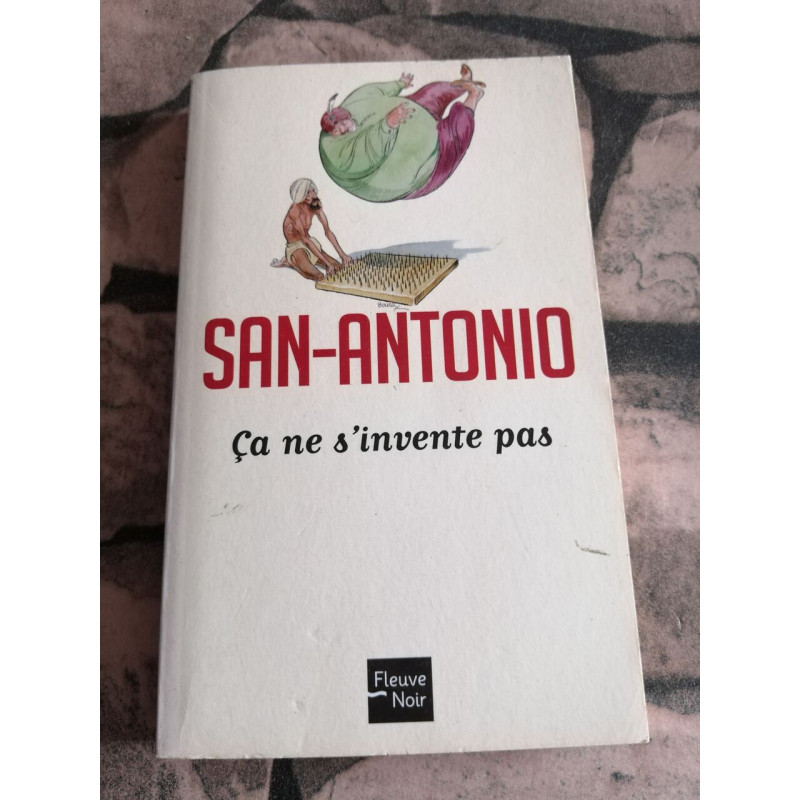 SAN-ANTONIO
Ça ne s'invente pas
Fleuve
Noir